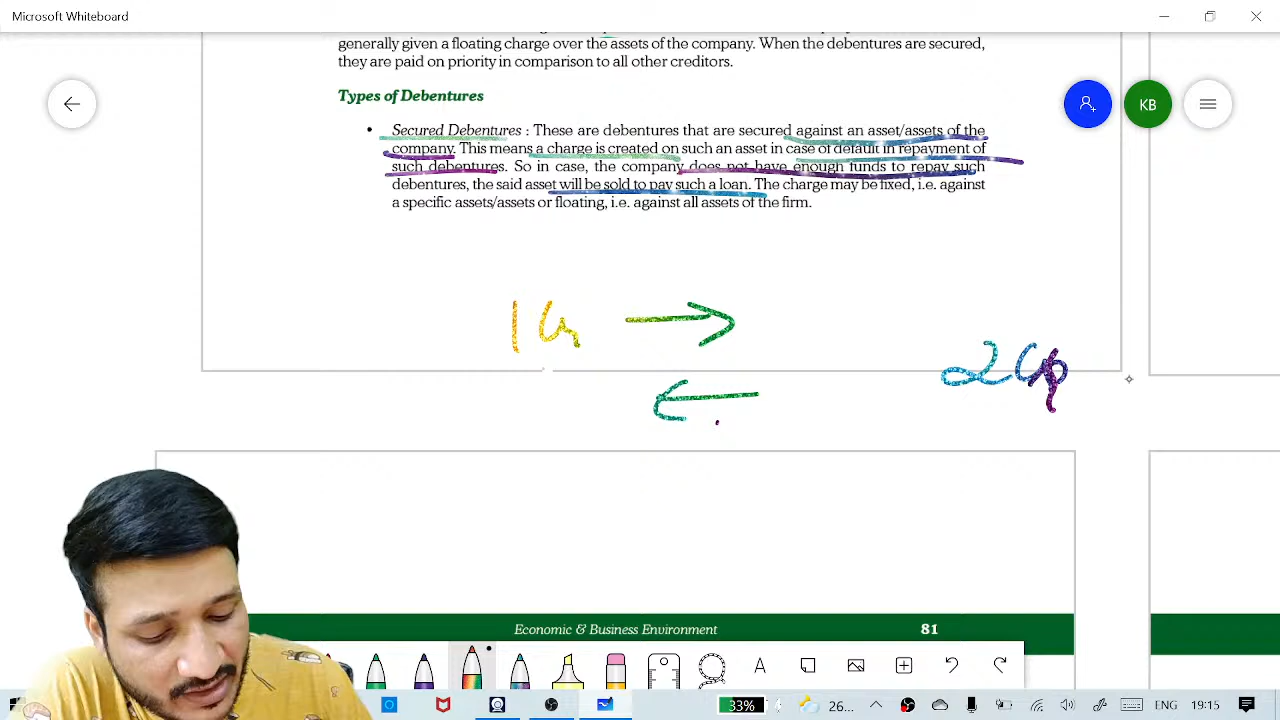 Microsoft Whiteboard
generally given a floating charge over the assets of the company. When the debentures are secured,
they are paid on priority in comparison to all other creditors.
Types of Debentures
KB
• Secured Debentures : These are debentures that are secured against an asset/assets of the
company. This means a charge is created on such an asset in case of default in repayment of
such debentures. So in case, the company does not have enough funds to repay such
debentures, the said asset will be sold to pay such a loan. The charge may be fixed, i.e. against
a specific assets/assets or floating, i.e. against all assets of the firm.
Economic & Business Environment 81
A
33% 26... ENG 19:15